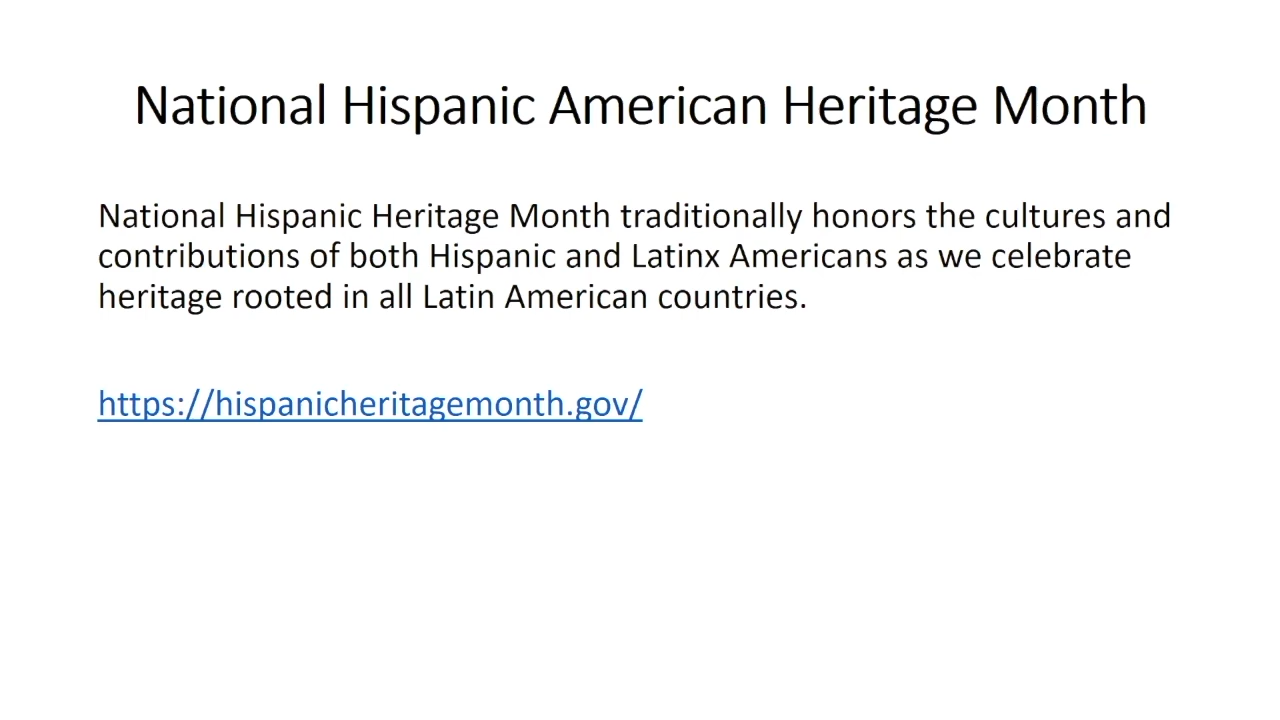 National Hispanic American Heritage Month
National Hispanic Heritage Month traditionally honors the cultures and
contributions of both Hispanic and Latinx Americans as we celebrate
heritage rooted in all Latin American countries.
https://hispanicheritagemonth.gov/